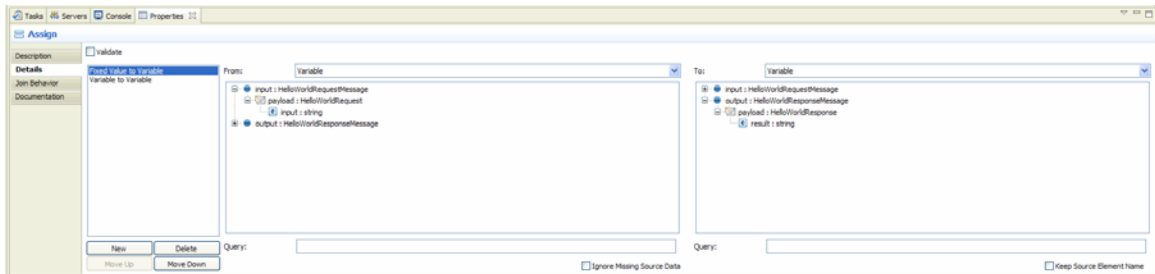 Tasks Servers Console Properties
Assign
Description
Details
Join Behavior
Documentation
Validate
Fixed Value to Variable
Variable to Variable
New Delete
Move Up Move Down
From: Variable
input : HelloWorldRequestMessage
payload : HelloWorldRequest
input : string
output : HelloWorldResponseMessage
Query:
Ignore Missing Source Data
To: Variable
input : HelloWorldRequestMessage
output : HelloWorldResponseMessage
payload : HelloWorldResponse
result : string
Query:
Keep Source Element Name